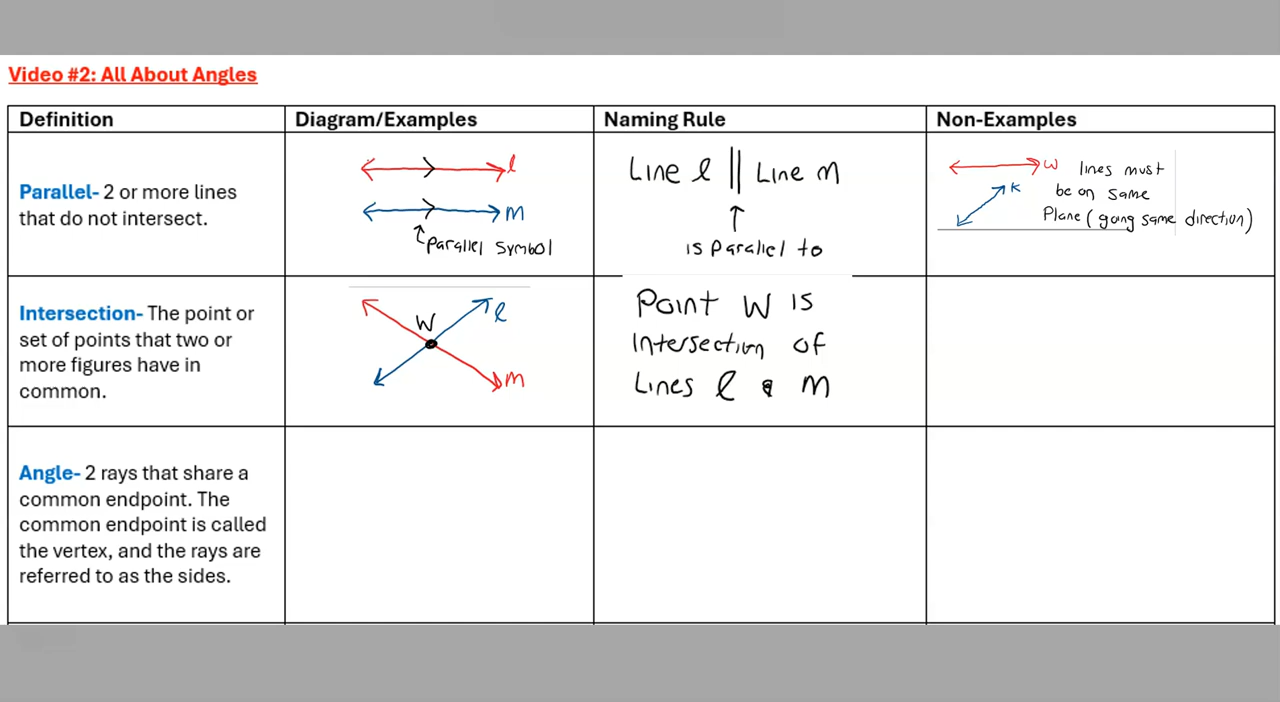 Video #2: All About Angles
Definition
Diagram/Examples
Naming Rule
Non-Examples
Parallel- 2 or more lines
that do not intersect.
l
m
Parallel Symbol
Line l || Line m
is Parallel to
W lines must
K be on same
Plane (going same direction)
Intersection- The point or
set of points that two or
more figures have in
common.
W
l
m
Point W is
Intersection of
Lines l & m
Angle- 2 rays that share a
common endpoint. The
common endpoint is called
the vertex, and the rays are
referred to as the sides.